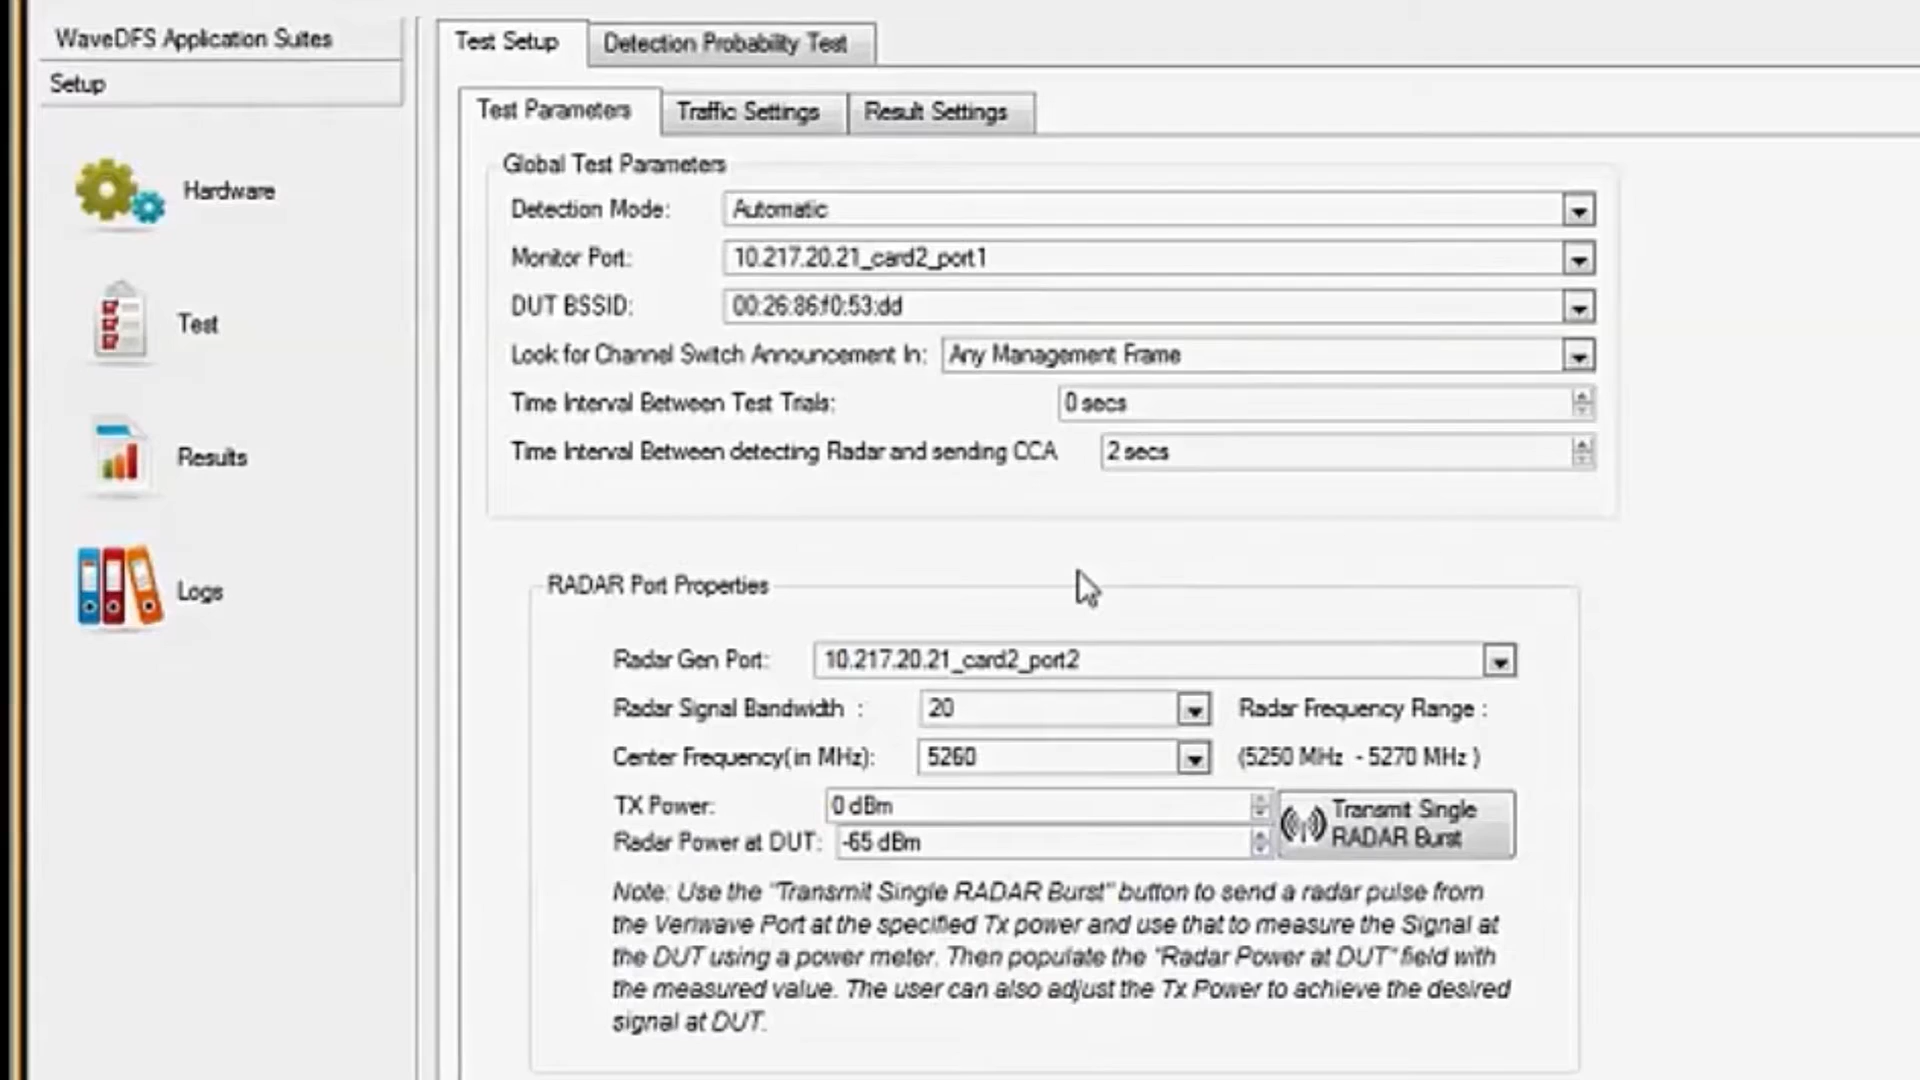 WaveDFS Application Suites
Setup
Hardware
Test
Results
Logs
Test Setup
Detection Probability Test
Test Parameters
Traffic Settings
Result Settings
Global Test Parameters
Detection Mode: Automatic
Monitor Port: 10.217.20.21_card2_port1
DUT BSSID: 00:26:86:f0:53:dd
Look for Channel Switch Announcement In: Any Management Frame
Time Interval Between Test Trials: 0 secs
Time Interval Between detecting Radar and sending CCA 2 secs
RADAR Port Properties
Radar Gen Port: 10.217.20.21_card2_port2
Radar Signal Bandwidth : 20 Radar Frequency Range :
Center Frequency(in MHz): 5260 (5250 MHz - 5270 MHz )
TX Power: 0 dBm
Radar Power at DUT: -65 dBm
Transmit Single
RADAR Burst
Note: Use the "Transmit Single RADAR Burst" button to send a radar pulse from
the Veriwave Port at the specified Tx power and use that to measure the Signal at
the DUT using a power meter. Then populate the "Radar Power at DUT" field with
the measured value. The user can also adjust the Tx Power to achieve the desired
signal at DUT.